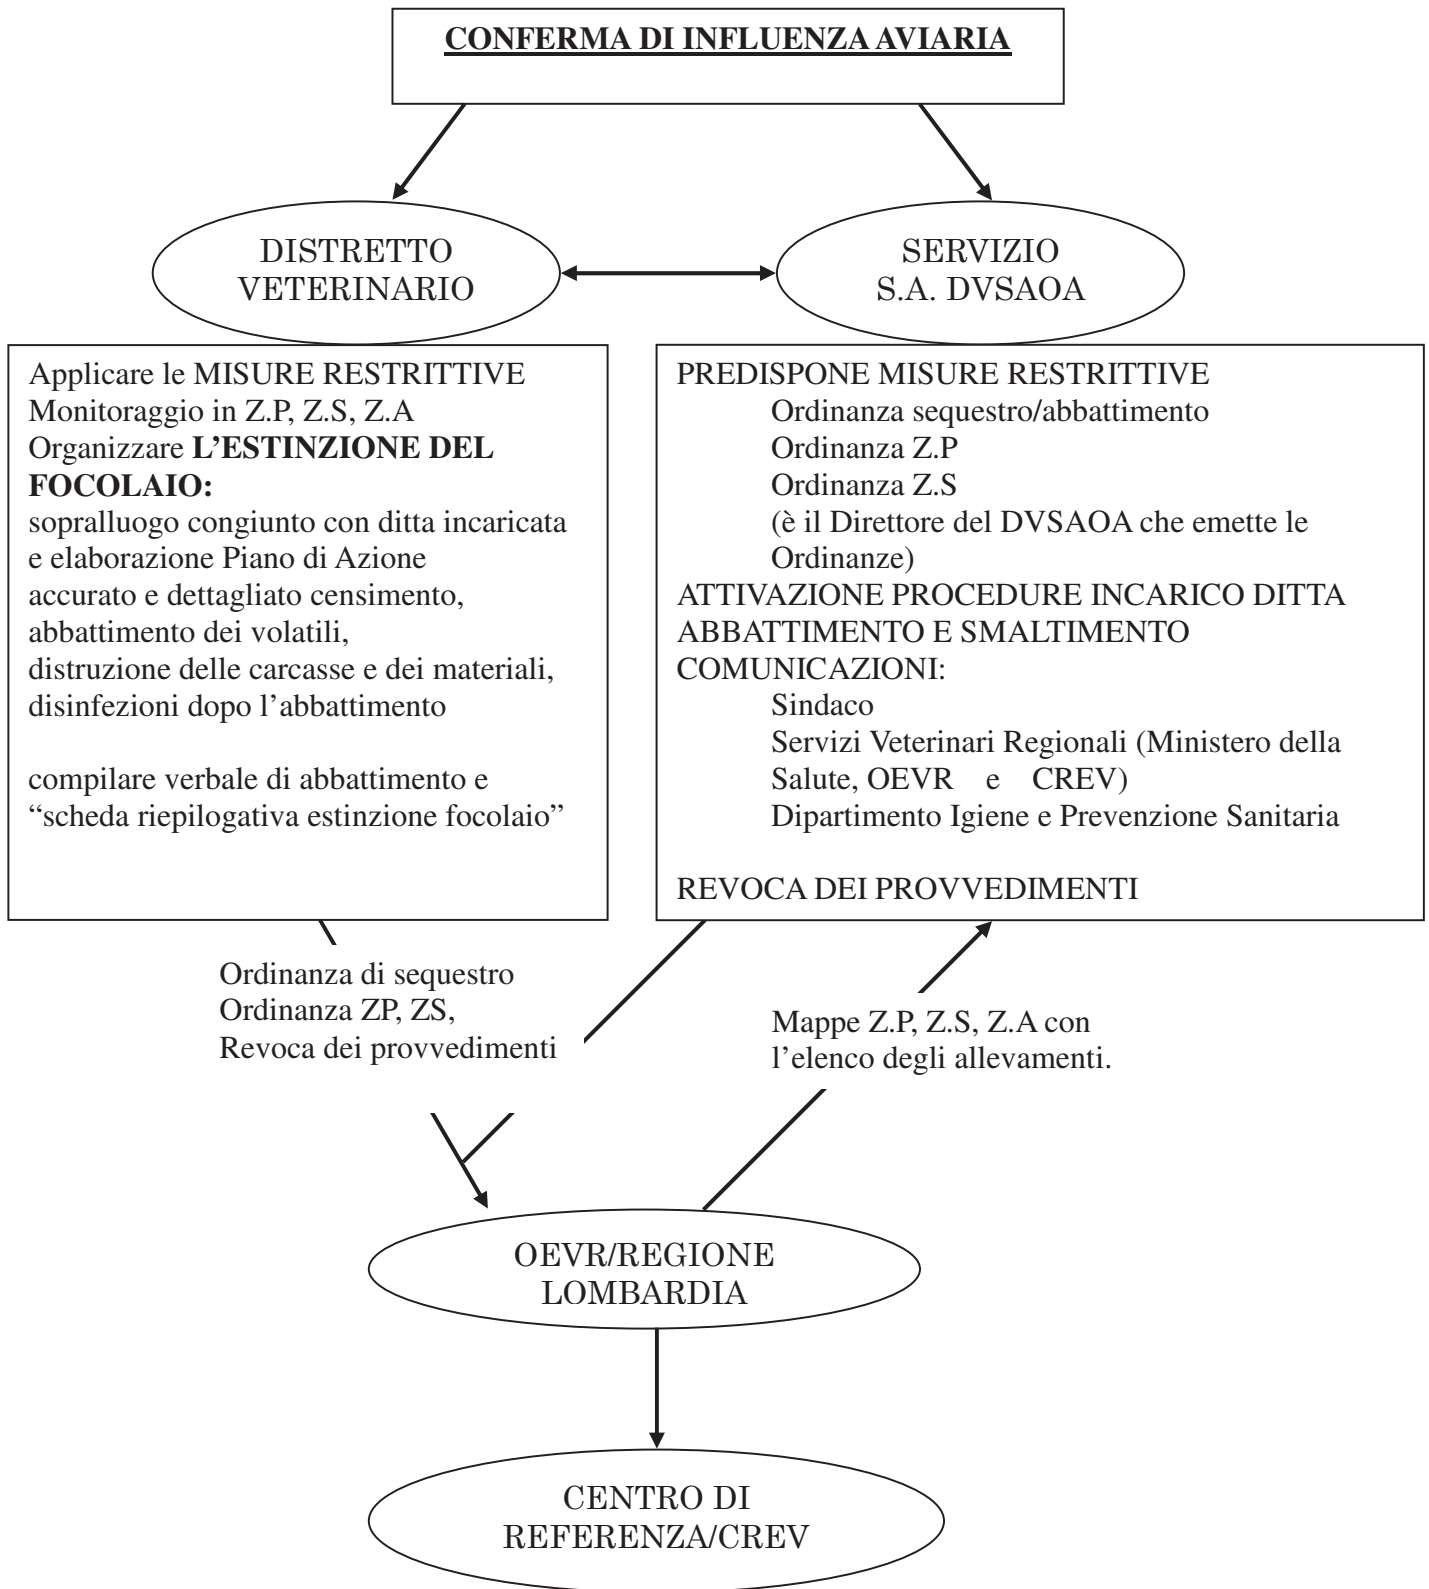 CONFERMA DI INFLUENZA AVIARIA
DISTRETTO
VETERINARIO
SERVIZIO
S.A. DVSAOA
Applicare le MISURE RESTRITTIVE
Monitoraggio in Z.P, Z.S, Z.A
Organizzare L’ESTINZIONE DEL
FOCOLAIO:
sopralluogo congiunto con ditta incaricata
e elaborazione Piano di Azione
accurato e dettagliato censimento,
abbattimento dei volatili,
distruzione delle carcasse e dei materiali,
disinfezioni dopo l’abbattimento
compilare verbale di abbattimento e
“scheda riepilogativa estinzione focolaio”
PREDISPONE MISURE RESTRITTIVE
Ordinanza sequestro/abbattimento
Ordinanza Z.P
Ordinanza Z.S
(è il Direttore del DVSAOA che emette le
Ordinanze)
ATTIVAZIONE PROCEDURE INCARICO DITTA
ABBATTIMENTO E SMALTIMENTO
COMUNICAZIONI:
Sindaco
Servizi Veterinari Regionali (Ministero della
Salute, OEVR e CREV)
Dipartimento Igiene e Prevenzione Sanitaria
REVOCA DEI PROVVEDIMENTI
Ordinanza di sequestro
Ordinanza ZP, ZS,
Revoca dei provvedimenti
Mappe Z.P, Z.S, Z.A con
l’elenco degli allevamenti.
OEVR/REGIONE
LOMBARDIA
CENTRO DI
REFERENZA/CREV